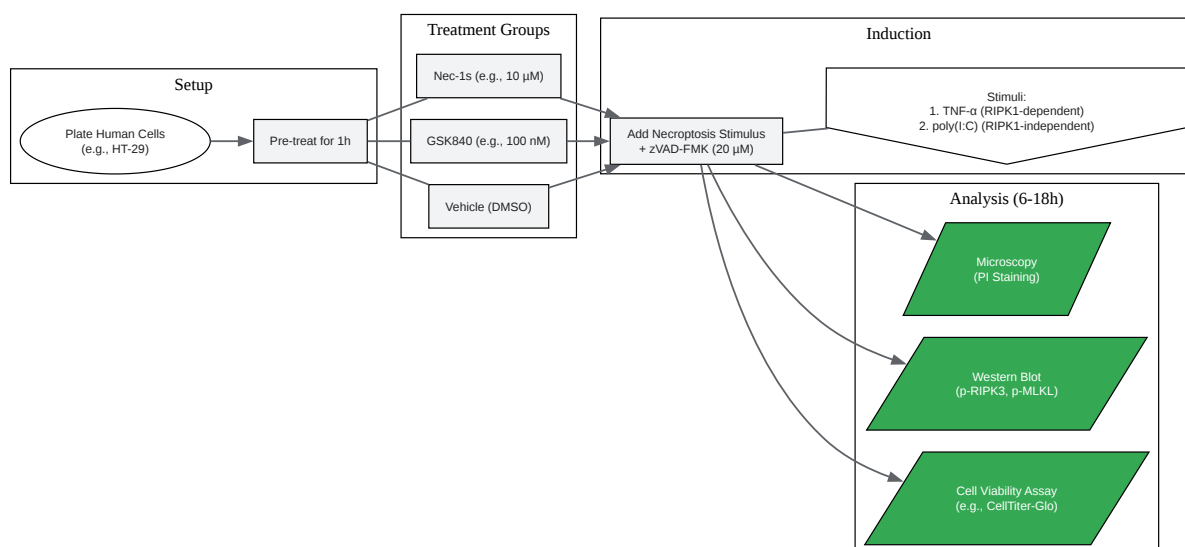 Setup
Plate Human Cells
(e.g., HT-29)
Pre-treat for 1h
Treatment Groups
Nec-1s (e.g., 10 µM)
GSK840 (e.g., 100 nM)
Vehicle (DMSO)
Induction
Add Necroptosis Stimulus
+ zVAD-FMK (20 µM)
Stimuli:
1. TNF-α (RIPK1-dependent)
2. poly(I:C) (RIPK1-independent)
Analysis (6-18h)
Microscopy
(PI Staining)
Western Blot
(p-RIPK3, p-MLKL)
Cell Viability Assay
(e.g., CellTiter-Glo)